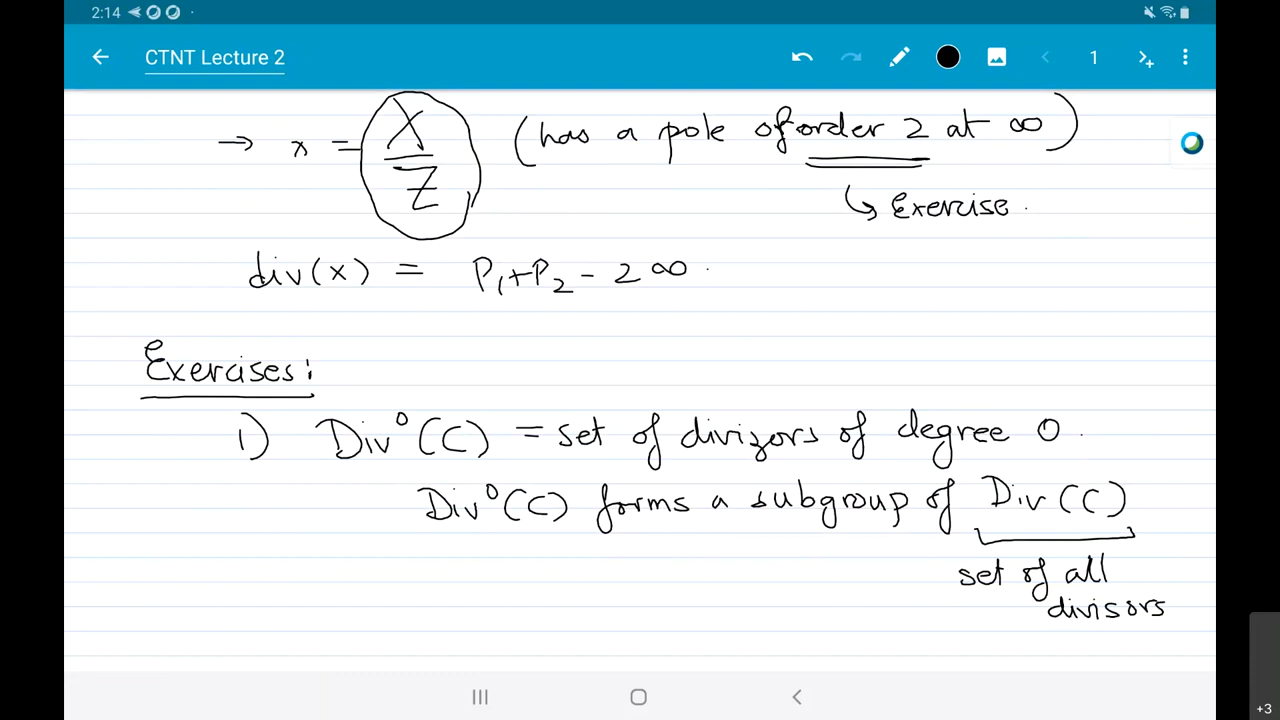 2:14
CTNT Lecture 2
1
→ x = X/Z (has a pole of order 2 at ∞)
↳ Exercise.
div(x) = P₁+P₂ - 2∞.
Exercises:
1) Div⁰(C) = set of divizors of degree 0.
Div⁰(C) forms a subgroup of Div(C)
set of all
divisors
+3